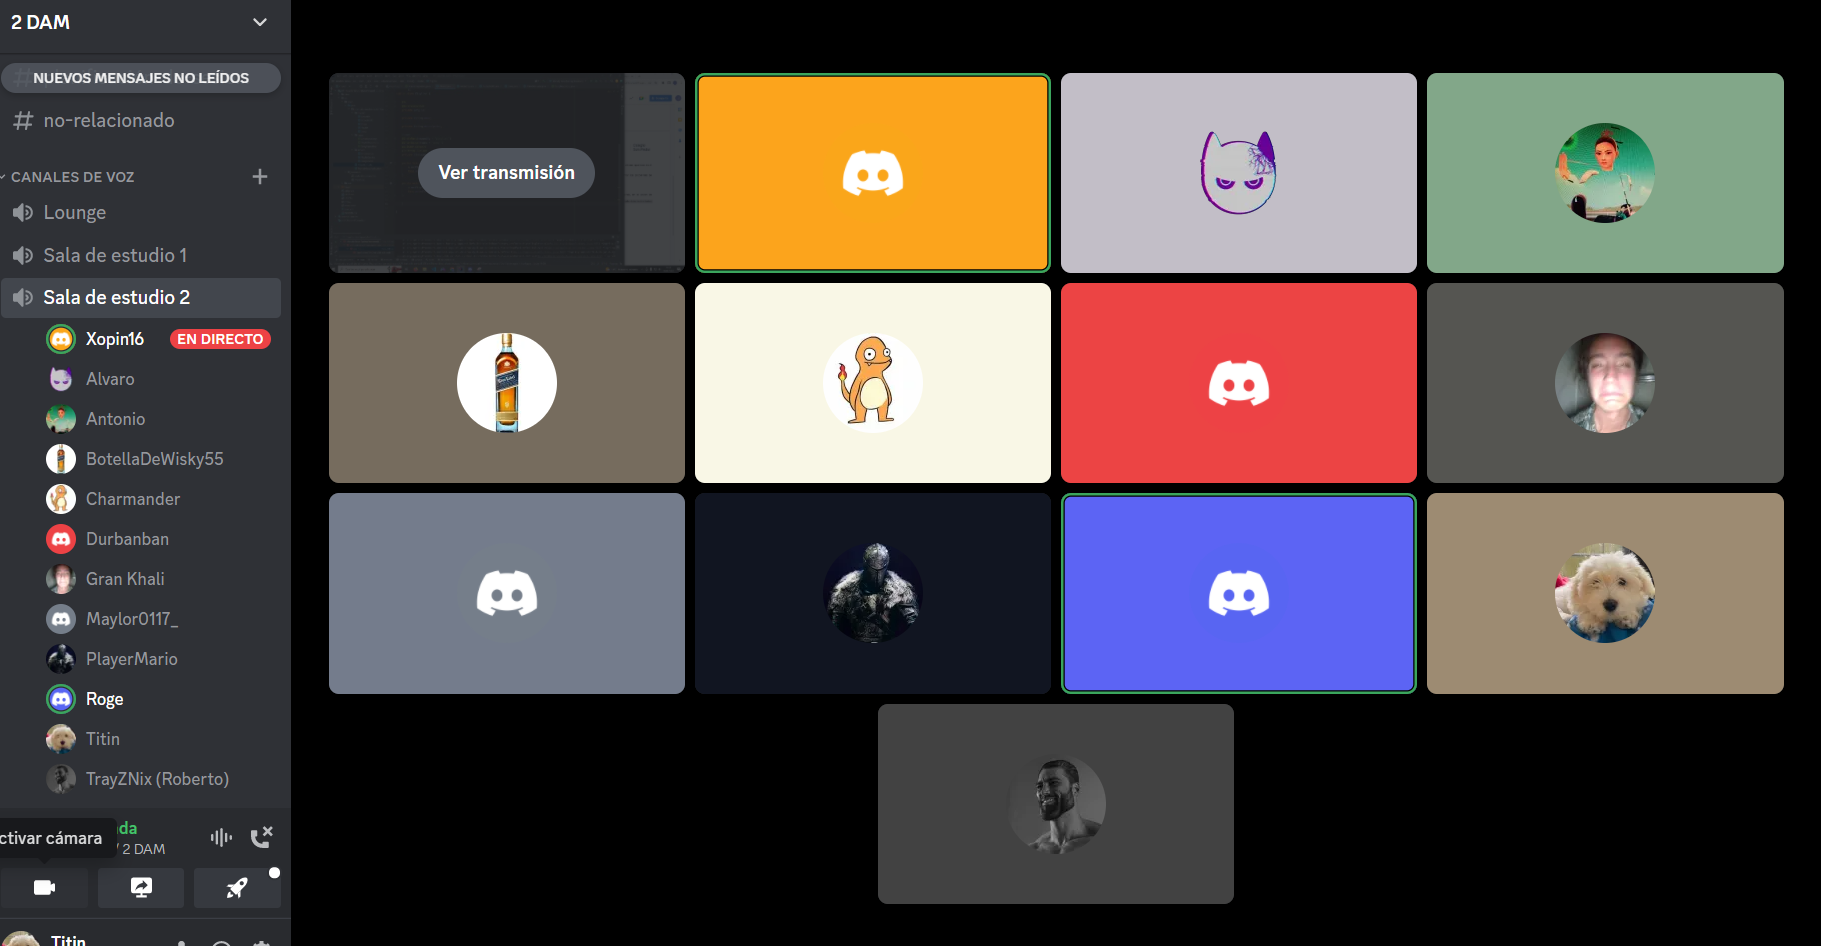 2 DAM
NUEVOS MENSAJES NO LEÍDOS
no-relacionado
CANALES DE VOZ
Lounge
Sala de estudio 1
Sala de estudio 2
Xopin16 EN DIRECTO
Alvaro
Antonio
BotellaDeWisky55
Charmander
Durbanban
Gran Khali
Maylor0117_
PlayerMario
Roge
Titin
TrayZNix (Roberto)
ctivar cámara
da
/ 2 DAM
Titin
Ver transmisión